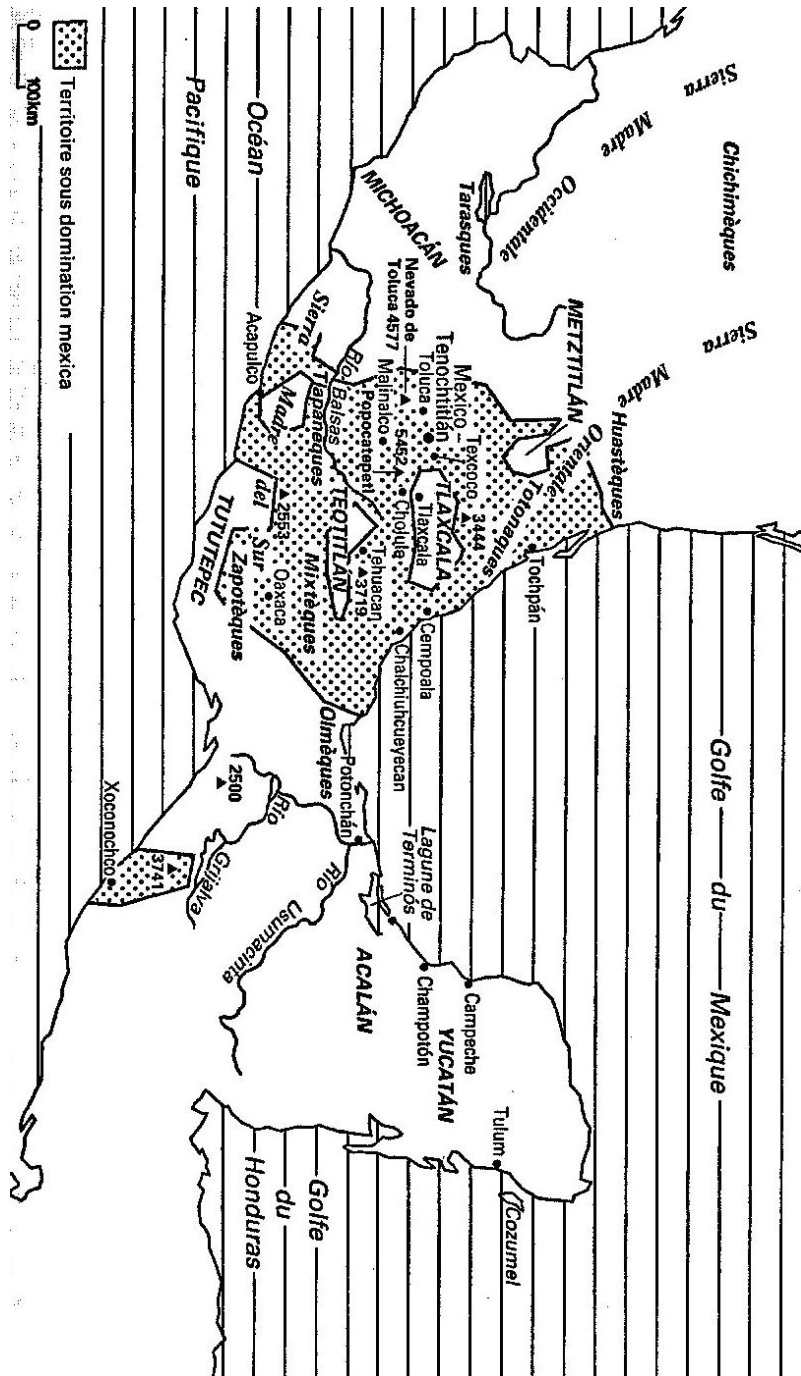 Chichimèques
Sierra
Madre
Occidentale
Sierra
Madre
Orientale
Tarasques
MICHOACÁN
METZTITLÁN
Huastèques
Totonaques
Tochpán
Golfe du Mexique
Nevado de
Toluca 4577
Mexico –
Tenochtitlán
Toluca
Malinalco
Popocatepetl
5452
Texcoco
3444
TLAXCALA
Tlaxcala
Cholula
Cempoala
Chalchiuhcueyecan
Tehuacan
3719
TEOTITLÁN
Mixtèques
Río Balsas
Tlapanèques
Sierra
Madre
del
Sur
2553
Oaxaca
Zapotèques
TUTUTEPEC
Acapulco
Océan
Pacifique
Olmèques
Potonchán
Lagune de
Terminós
Champotón
Campeche
YUCATÁN
Tulum
Cozumel
ACALÁN
Río
Usumacinta
Río
Grijalva
2500
3741
Xoconochco
Golfe
du
Honduras
Territoire sous domination mexica
0 100km